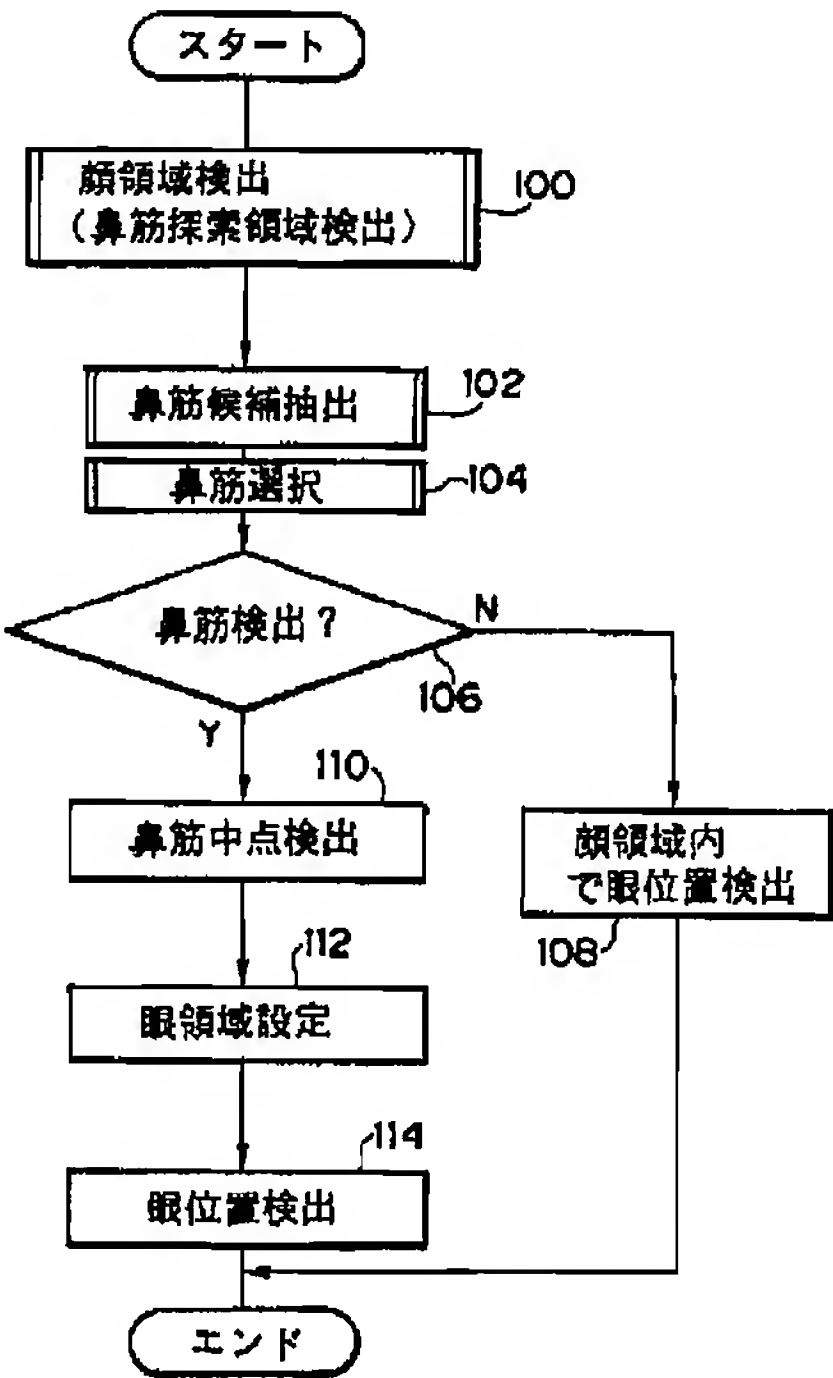 スタート
顔領域検出
(鼻筋探索領域検出)
100
鼻筋候補抽出
102
鼻筋選択
104
鼻筋検出?
N
106
Y
110
鼻筋中点検出
顔領域内
で眼位置検出
108
112
眼領域設定
114
眼位置検出
エンド